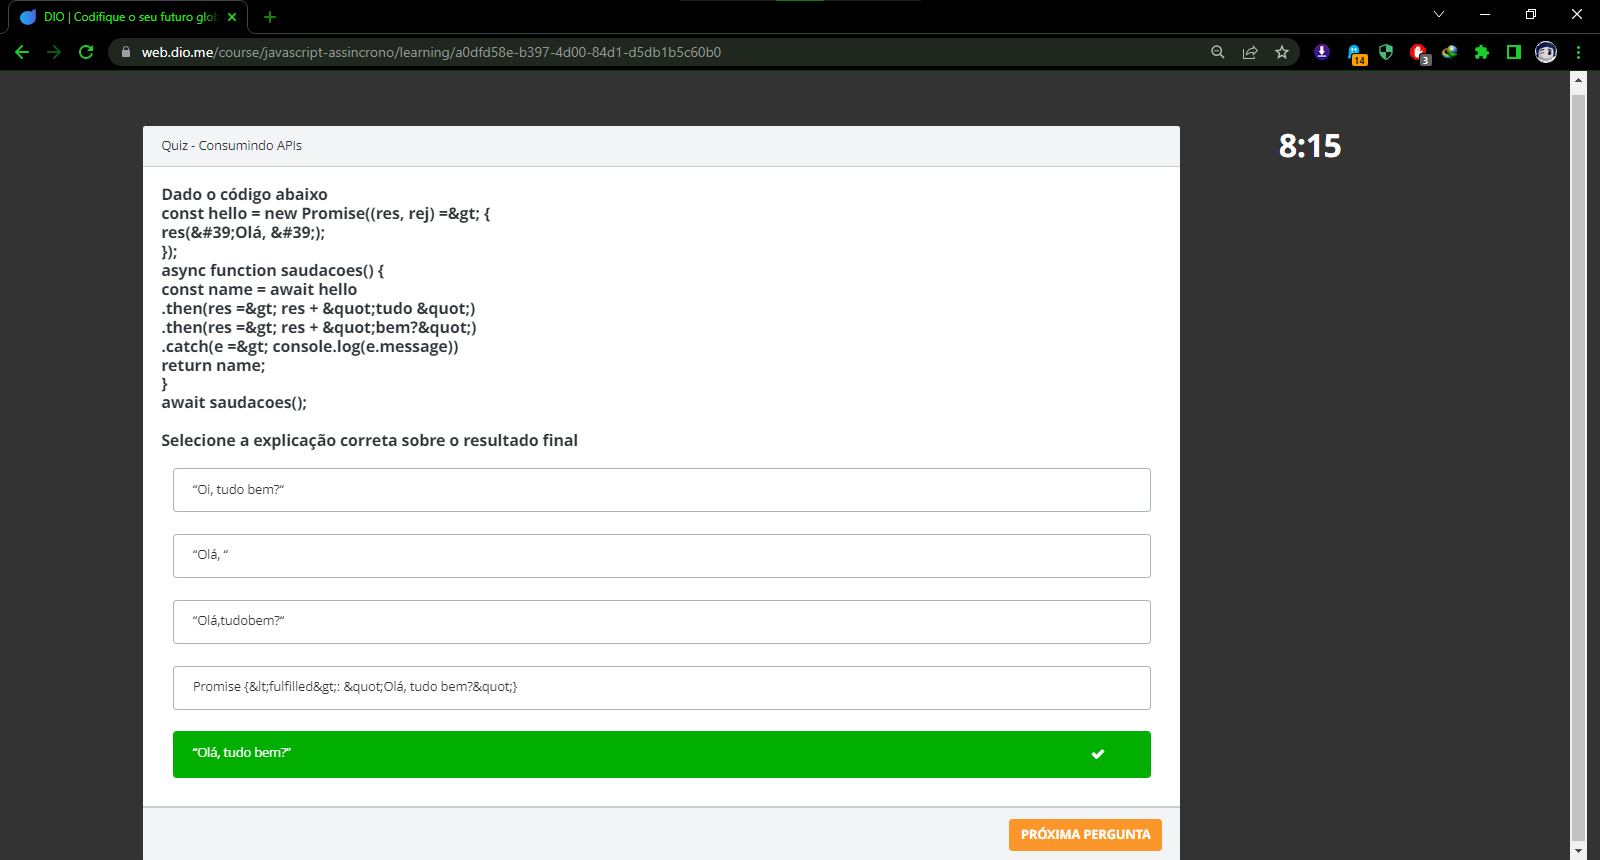 DIO | Codifique o seu futuro glob
web.dio.me/course/javascript-assincrono/learning/a0dfd58e-b397-4d00-84d1-d5db1b5c60b0
14
3
8:15
Quiz - Consumindo APIs
Dado o código abaixo
const hello = new Promise((res, rej) =&gt; {
res(&#39;Olá, &#39;);
});
async function saudacoes() {
const name = await hello
.then(res =&gt; res + &quot;tudo &quot;)
.then(res =&gt; res + &quot;bem?&quot;)
.catch(e =&gt; console.log(e.message))
return name;
}
await saudacoes();
Selecione a explicação correta sobre o resultado final
“Oi, tudo bem?“
“Olá, “
“Olá,tudobem?“
Promise {&lt;fulfilled&gt;: &quot;Olá, tudo bem?&quot;}
“Olá, tudo bem?”
PRÓXIMA PERGUNTA